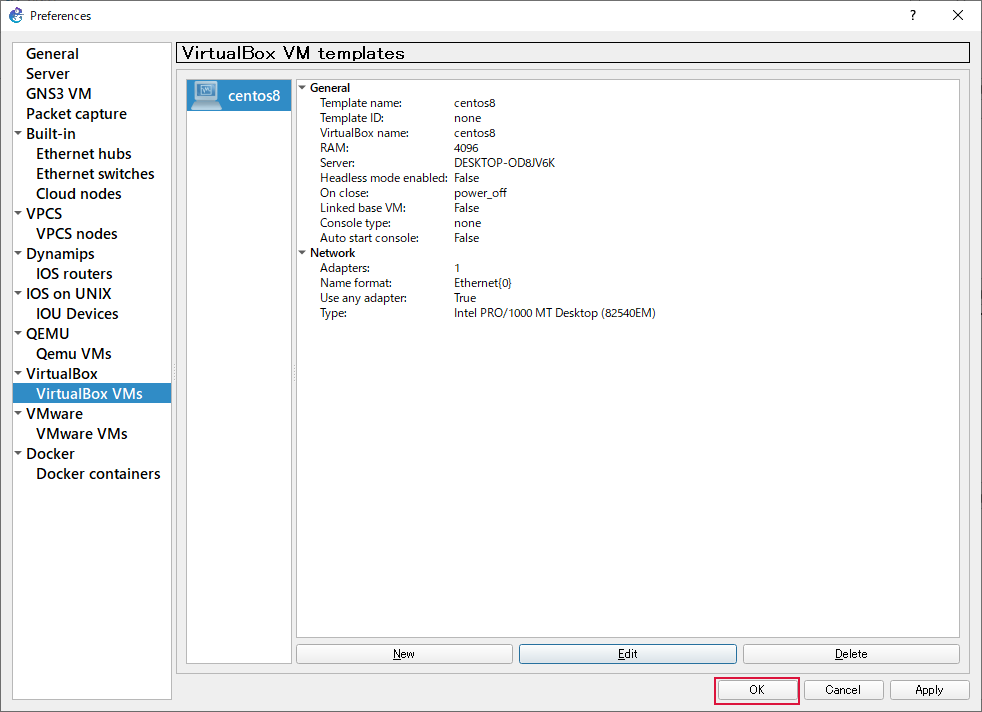 Preferences
?
General
Server
GNS3 VM
Packet capture
Built-in
Ethernet hubs
Ethernet switches
Cloud nodes
VPCS
VPCS nodes
Dynamips
IOS routers
IOS on UNIX
IOU Devices
QEMU
Qemu VMs
VirtualBox
VirtualBox VMs
VMware
VMware VMs
Docker
Docker containers
VirtualBox VM templates
centos8
General
Template name: centos8
Template ID: none
VirtualBox name: centos8
RAM: 4096
Server: DESKTOP-OD8JV6K
Headless mode enabled: False
On close: power_off
Linked base VM: False
Console type: none
Auto start console: False
Network
Adapters: 1
Name format: Ethernet{0}
Use any adapter: True
Type: Intel PRO/1000 MT Desktop (82540EM)
New Edit Delete
OK Cancel Apply